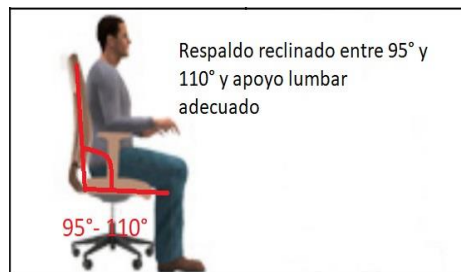 Respaldo reclinado entre 95° y
110° y apoyo lumbar
adecuado
95°- 110°